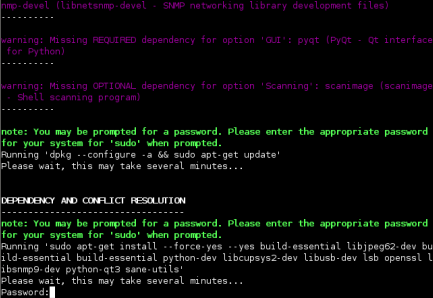 nmp-devel (libnetsnmp-devel - SNMP networking library development files)
----------
warning: Missing REQUIRED dependency for option 'GUI': pyqt (PyQt - Qt interface
 for Python)
----------
warning: Missing OPTIONAL dependency for option 'Scanning': scanimage (scanimage
 - Shell scanning program)
----------
note: You may be prompted for a password. Please enter the appropriate password
for your system for 'sudo' when prompted.
Running 'dpkg --configure -a && sudo apt-get update'
Please wait, this may take several minutes...
DEPENDENCY AND CONFLICT RESOLUTION
----------------------------------
note: You may be prompted for a password. Please enter the appropriate password
for your system for 'sudo' when prompted.
Running 'sudo apt-get install --force-yes --yes build-essential libjpeg62-dev bu
ild-essential build-essential python-dev libcupsys2-dev libusb-dev lsb openssl l
ibsnmp9-dev python-qt3 sane-utils'
Please wait, this may take several minutes...
Password: